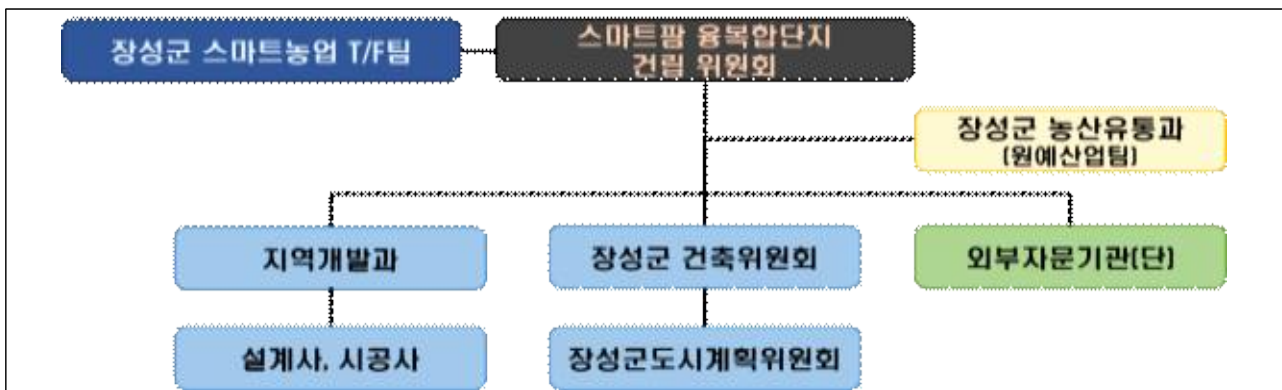 장성군 스마트농업 T/F팀
스마트팜 융복합단지
건립 위원회
장성군 농산유통과
(원예산업팀)
지역개발과
장성군 건축위원회
외부자문기관(단)
설계사, 시공사
장성군도시계획위원회